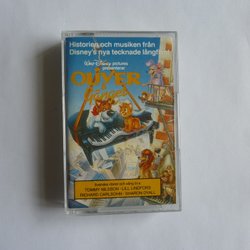 Historien och musiken från
Disney's nya tecknade långfilm
WALT DISNEY pictures
presenterar
OLIVER
Svenska röster och sång bl a:
TOMMY NILSSON · LILL LINDFORS
RICHARD CARLSOHN · SHARON DYALL